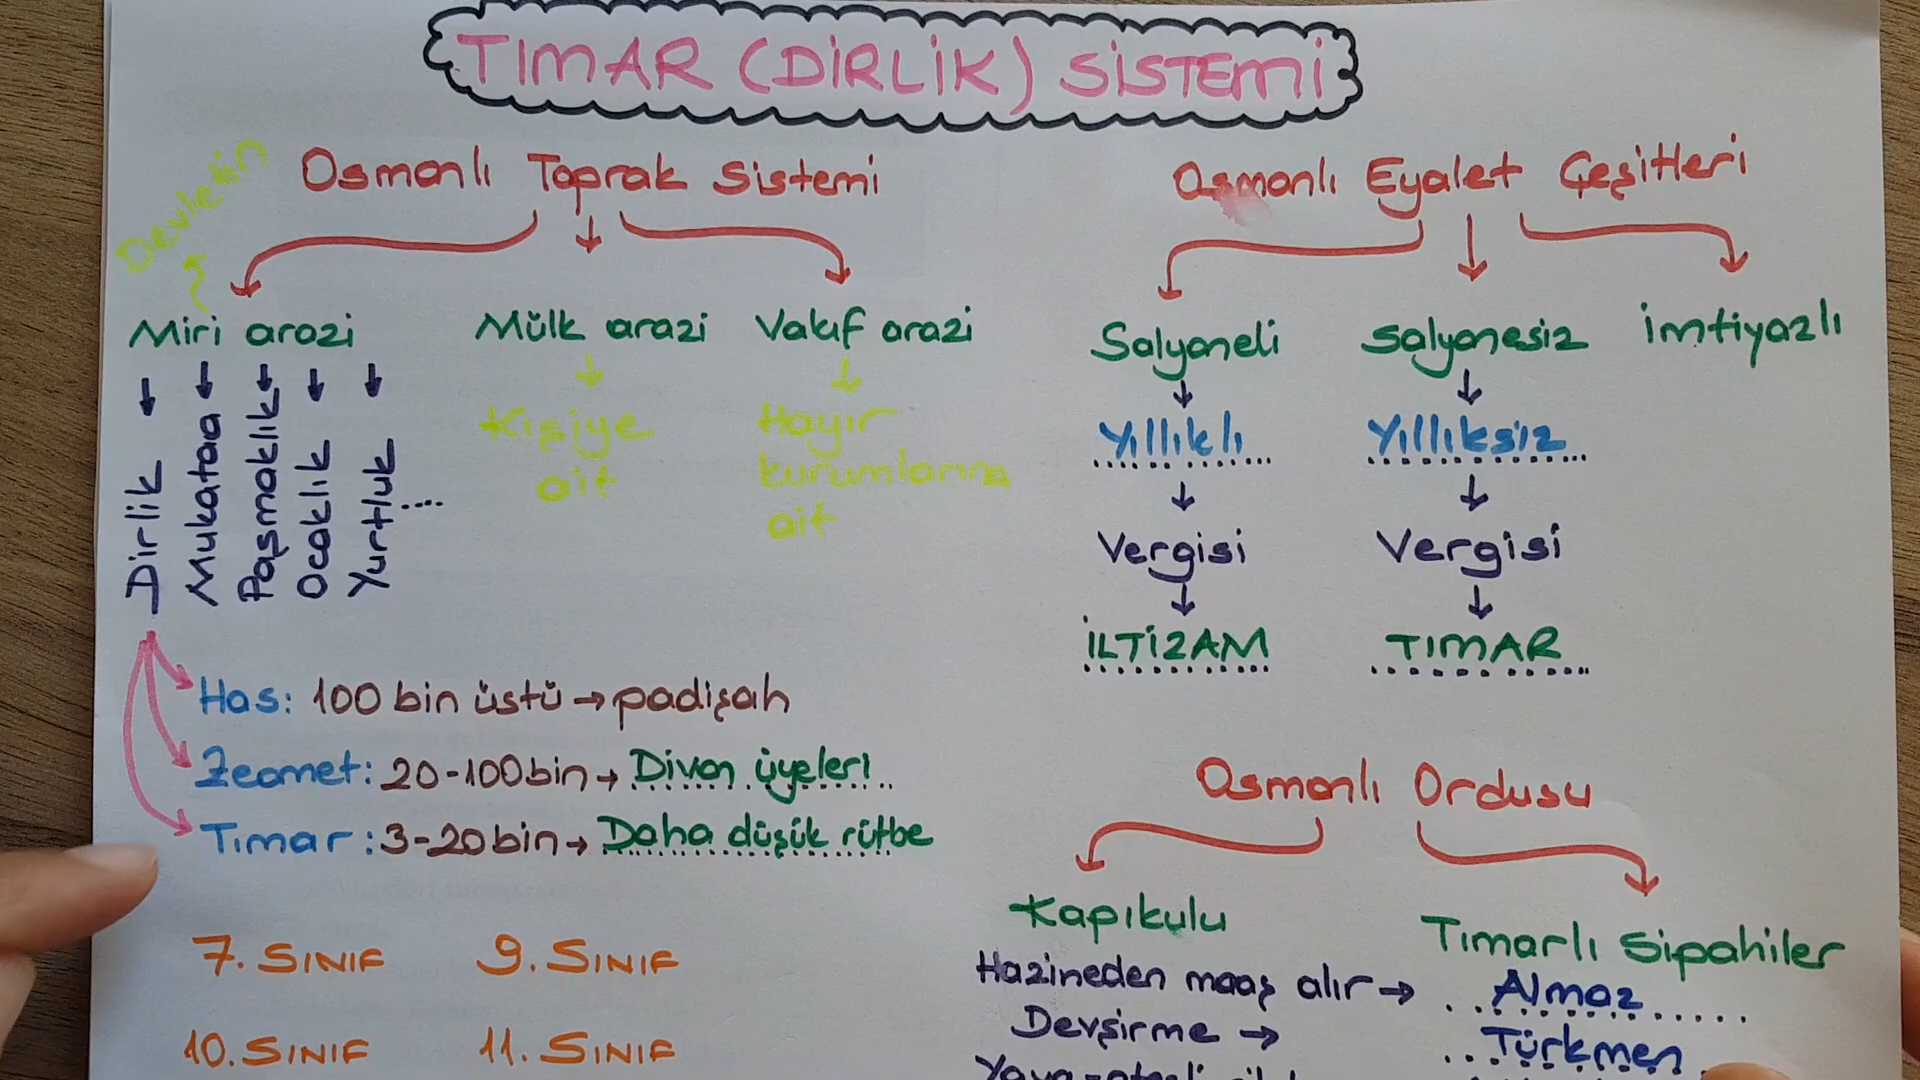 TIMAR (DİRLİK) SİSTEMİ
Osmanlı Toprak Sistemi
Devletin
Miri arazi
Mülk arazi
Vakıf arazi
Dirlik
Mukataa
Paşmaklık
Ocaklık
Yurtluk ....
Kişiye
ait
Hayır
kurumlarına
ait
Has: 100 bin üstü → padişah
Zeamet: 20-100 bin → Divan üyeleri
Tımar: 3-20 bin → Daha düşük rütbe
7. SINIF
9. SINIF
10. SINIF
11. SINIF
Osmanlı Eyalet Çeşitleri
Salyaneli
Salyanesiz
İmtiyazlı
Yıllıklı
Yıllıksız
Vergisi
Vergisi
İLTİZAM
TIMAR
Osmanlı Ordusu
Kapıkulu
Tımarlı Sipahiler
Hazineden maaş alır → Almaz
Devşirme → Türkmen